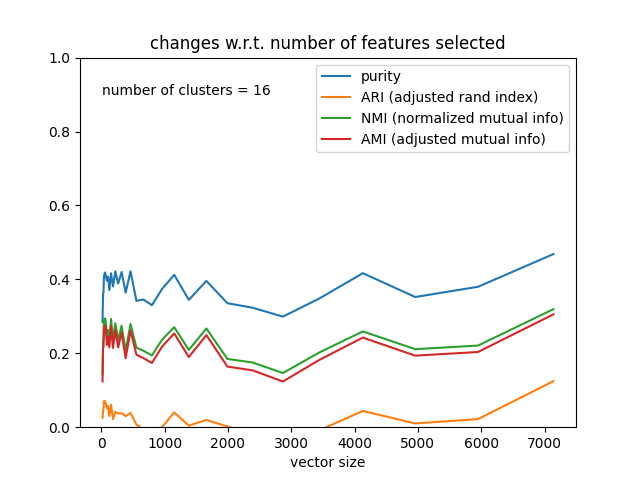 changes w.r.t. number of features selected
1.0
0.8
0.6
0.4
0.2
0.0
number of clusters = 16
purity
ARI (adjusted rand index)
NMI (normalized mutual info)
AMI (adjusted mutual info)
0 1000 2000 3000 4000 5000 6000 7000
vector size